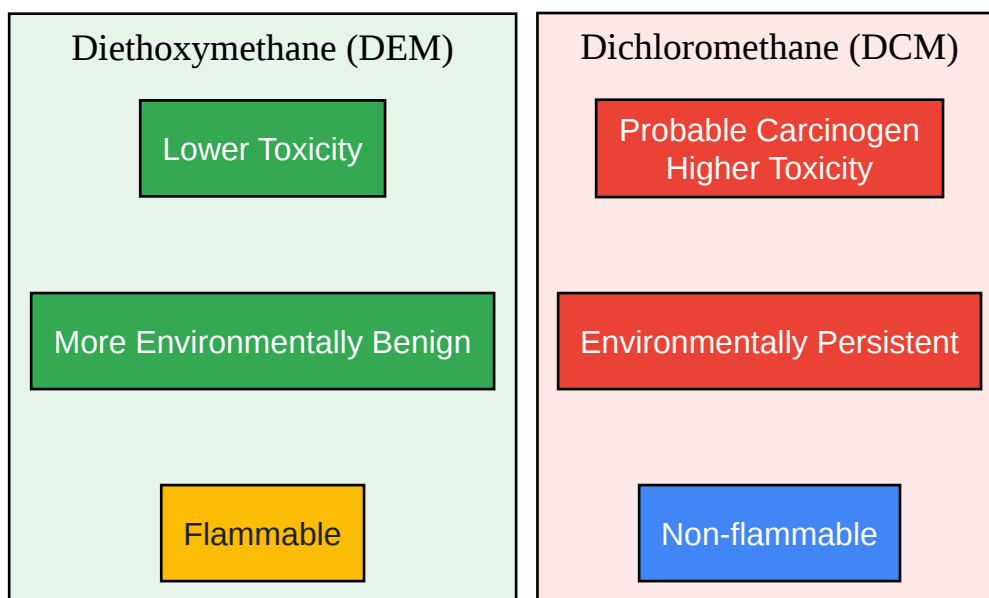 Diethoxymethane (DEM)
Lower Toxicity
More Environmentally Benign
Flammable
Dichloromethane (DCM)
Probable Carcinogen
Higher Toxicity
Environmentally Persistent
Non-flammable